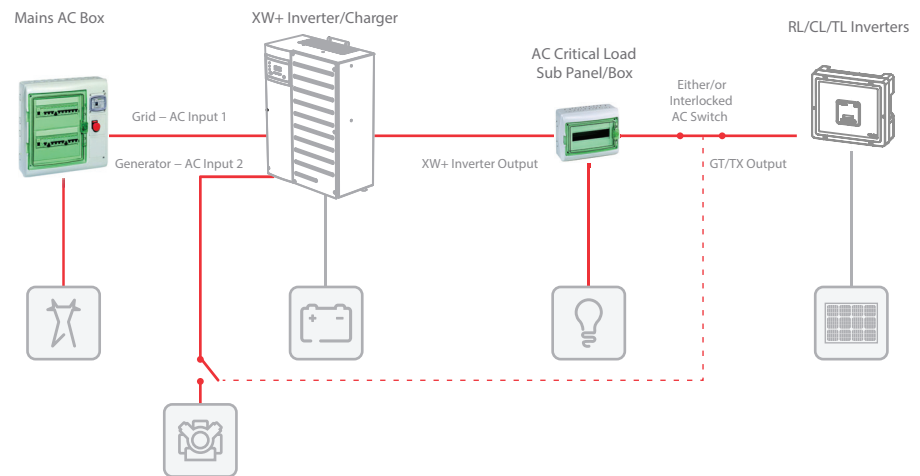 Mains AC Box
XW+ Inverter/Charger
RL/CL/TL Inverters
AC Critical Load
Sub Panel/Box
Either/or
Interlocked
AC Switch
Grid – AC Input 1
Generator – AC Input 2
XW+ Inverter Output
GT/TX Output